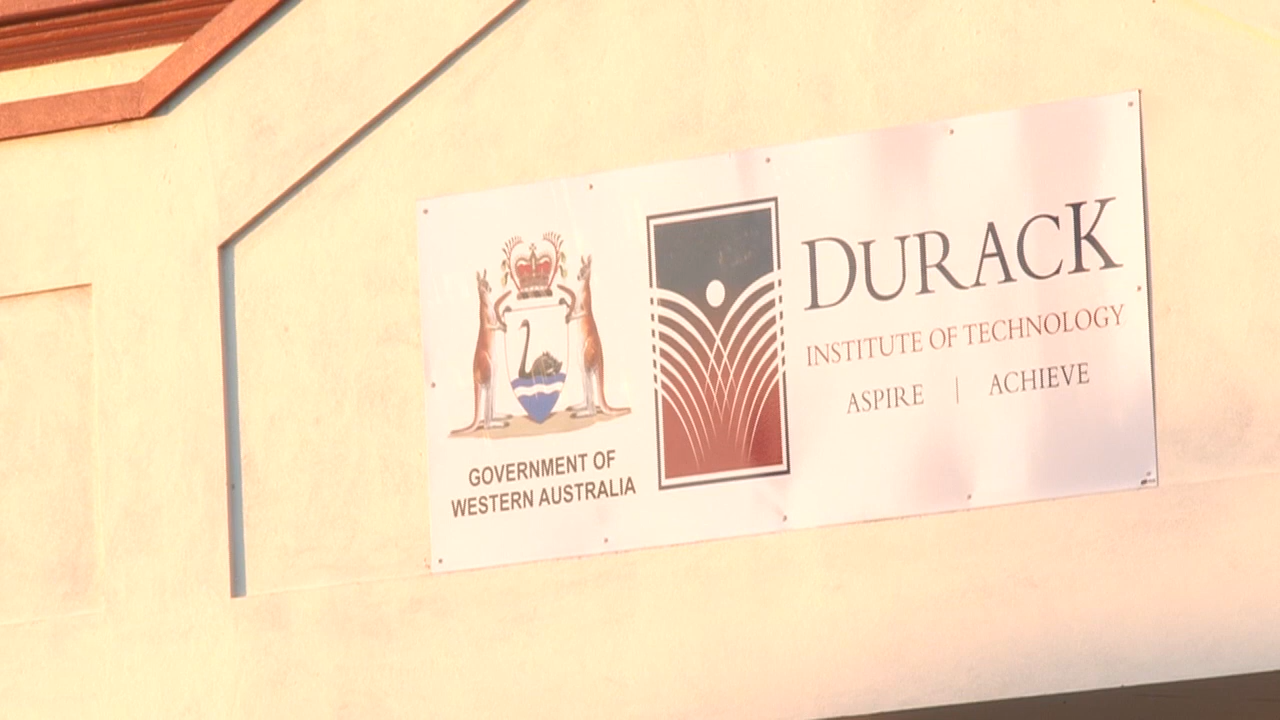 GOVERNMENT OF
WESTERN AUSTRALIA
DURACK
INSTITUTE OF TECHNOLOGY
ASPIRE | ACHIEVE